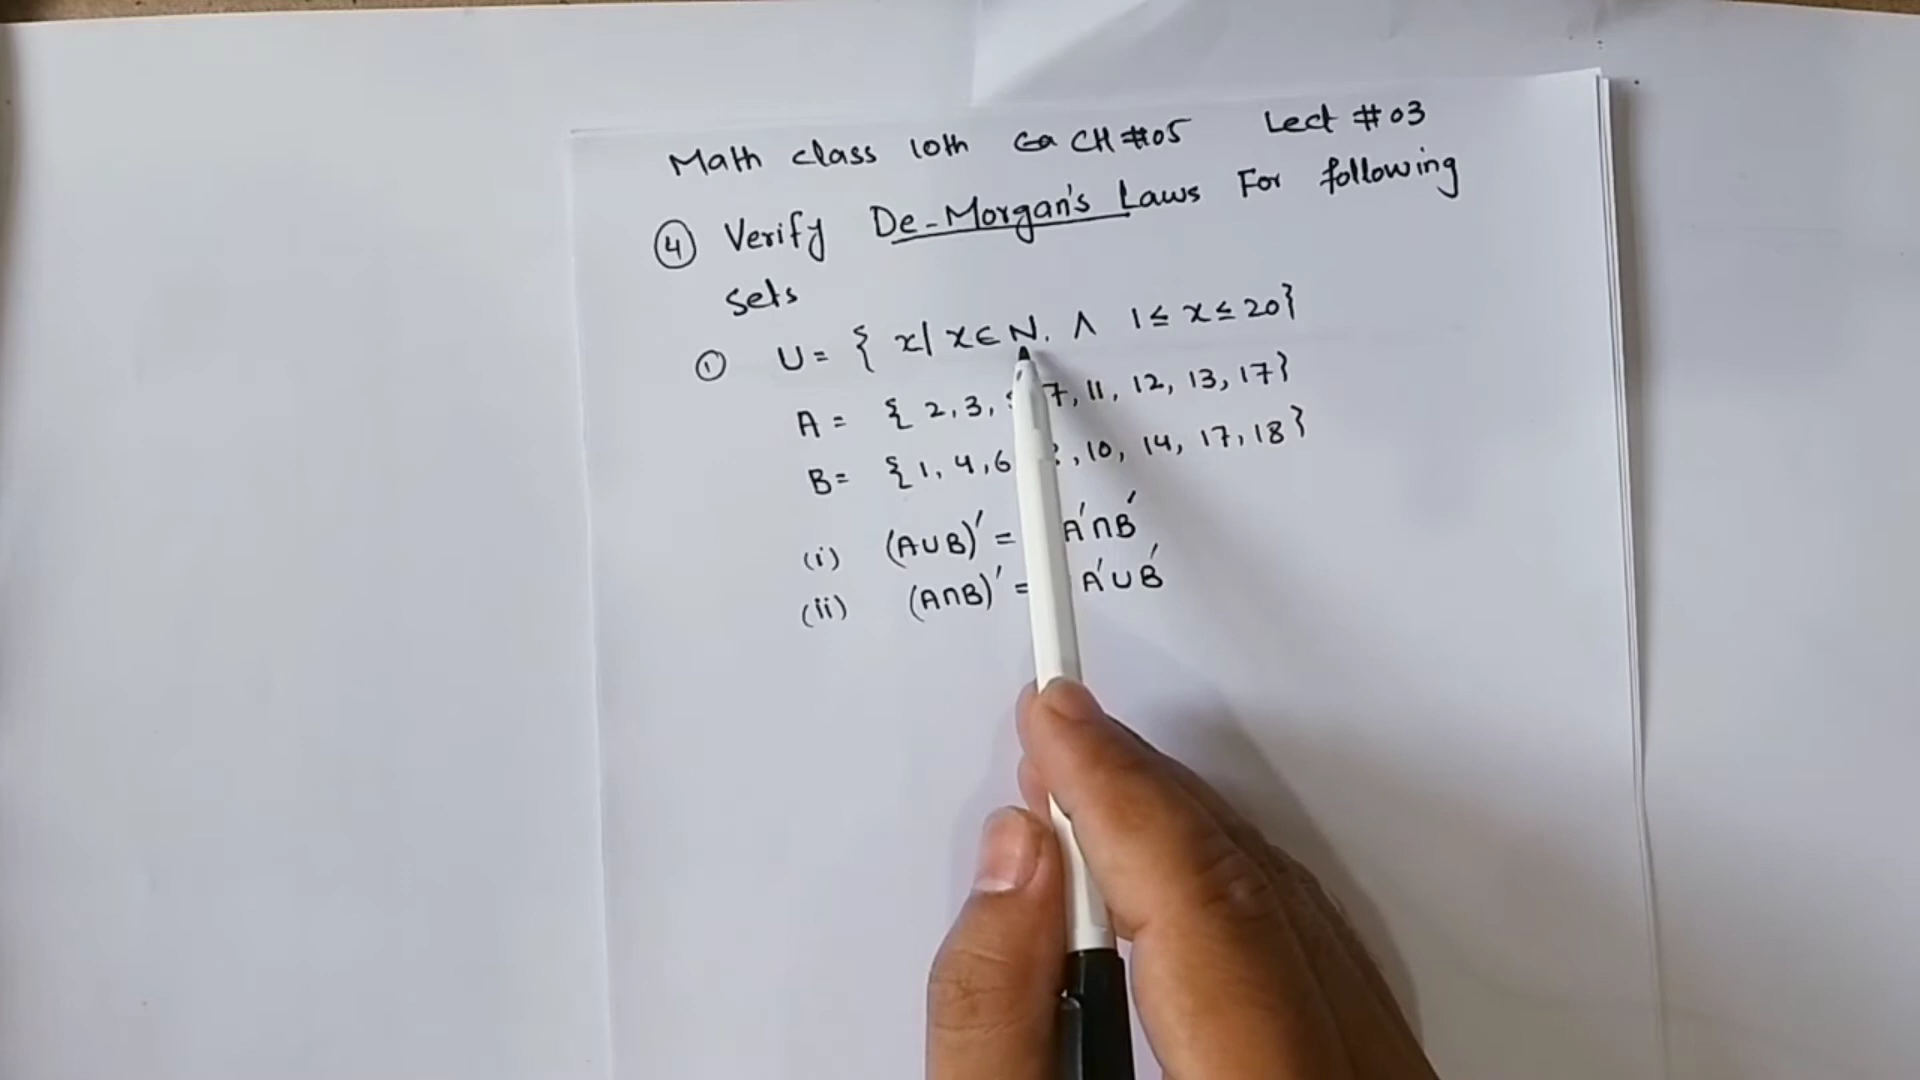 Math class 10th Ga CH #05 Lect #03
④ Verify De-Morgan's Laws For following
sets
① U = { x| x∈N. ∧ 1 ≤ x ≤ 20}
A = { 2, 3, 7, 11, 12, 13, 17}
B = { 1, 4, 6 , 10, 14, 17, 18}
(i) (A∪B)' = A'∩B'
(ii) (A∩B)' = A'∪B'